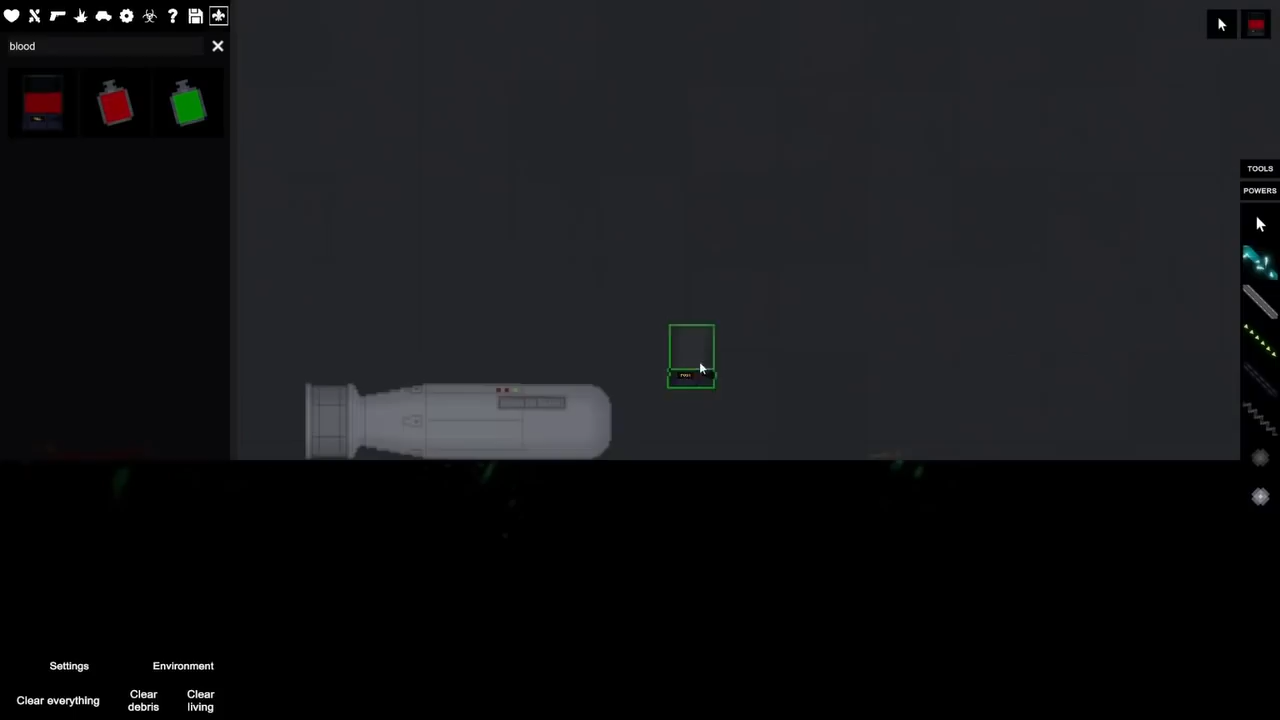 ?
blood
TOOLS
POWERS
Settings
Environment
Clear everything
Clear
debris
Clear
living